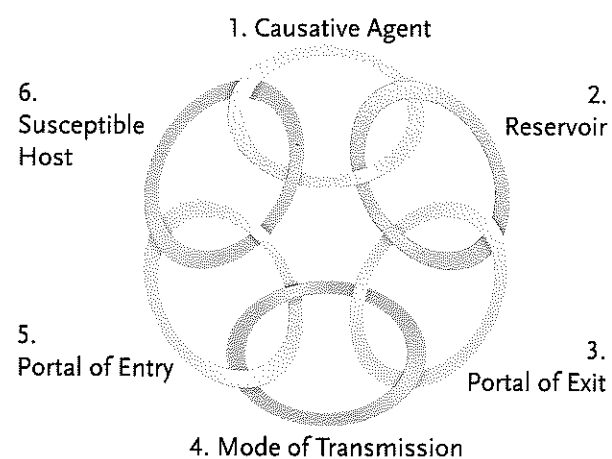 1. Causative Agent
2.
Reservoir
3.
Portal of Exit
4. Mode of Transmission
5.
Portal of Entry
6.
Susceptible
Host